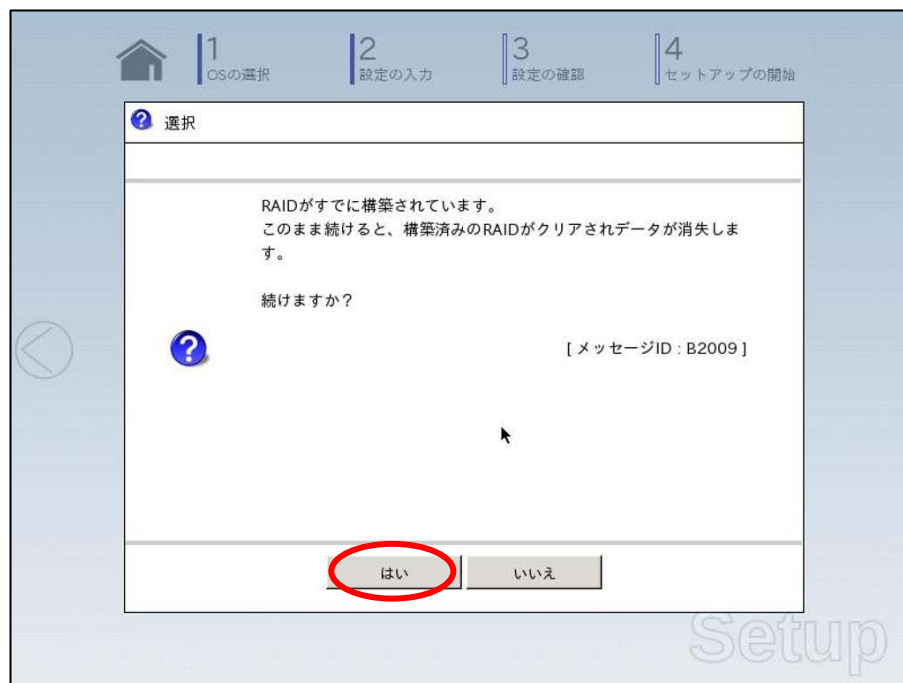 1
OSの選択
2
設定の入力
3
設定の確認
4
セットアップの開始
選択
RAIDがすでに構築されています。
このまま続けると、構築済みのRAIDがクリアされデータが消失しま
す。
続けますか？
[ メッセージID : B2009 ]
はい
いいえ
Setup